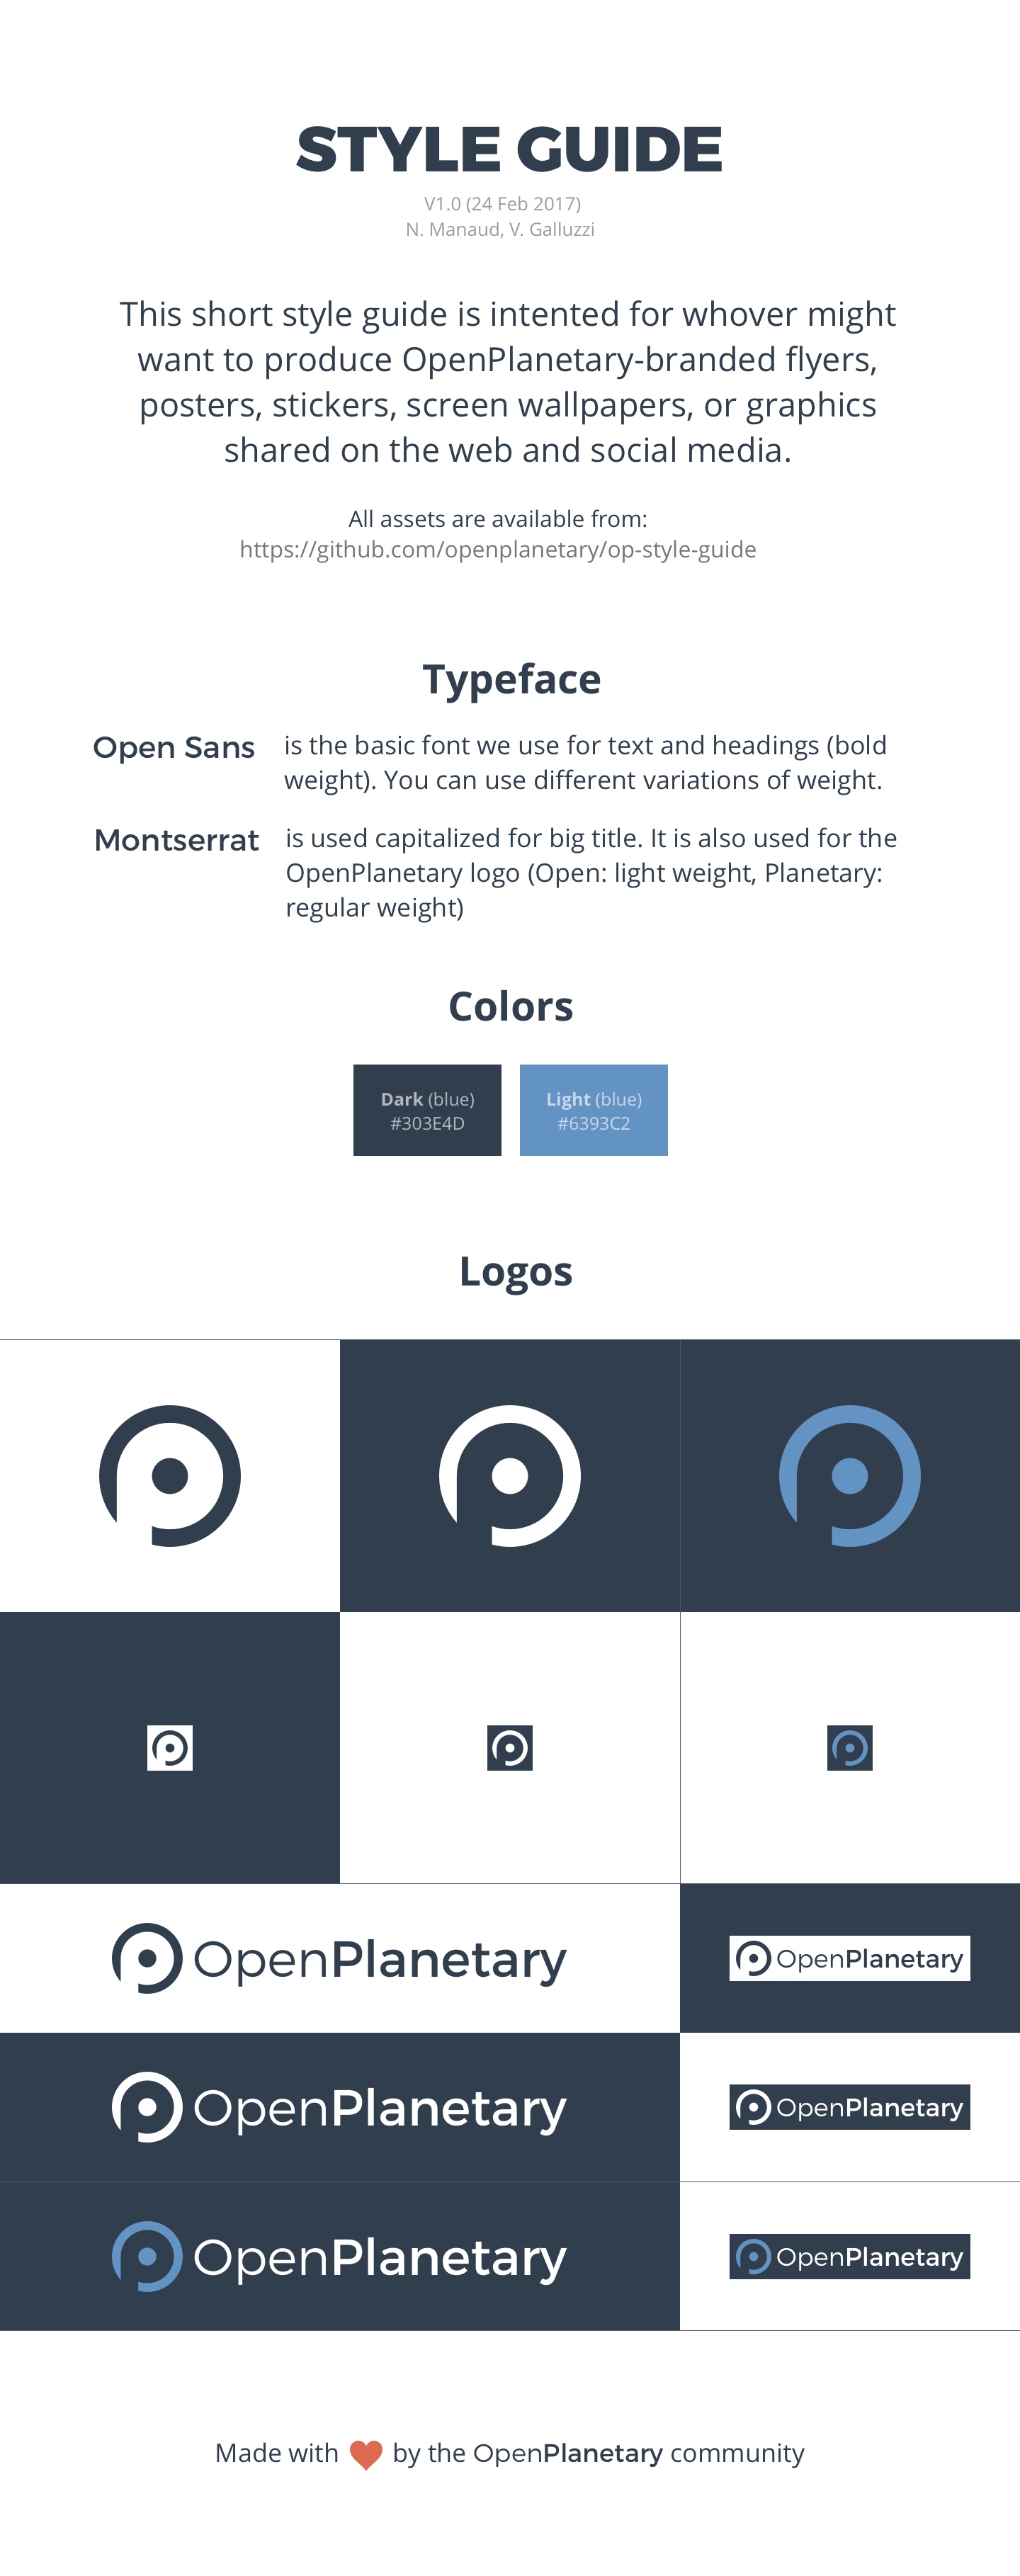 STYLE GUIDE
V1.0 (24 Feb 2017)
N. Manaud, V. Galluzzi
This short style guide is intented for whover might
want to produce OpenPlanetary-branded flyers,
posters, stickers, screen wallpapers, or graphics
shared on the web and social media.
All assets are available from:
https://github.com/openplanetary/op-style-guide
Typeface
Open Sans is the basic font we use for text and headings (bold
weight). You can use different variations of weight.
Montserrat is used capitalized for big title. It is also used for the
OpenPlanetary logo (Open: light weight, Planetary:
regular weight)
Colors
Dark (blue)
#303E4D
Light (blue)
#6393C2
Logos
OpenPlanetary
OpenPlanetary
OpenPlanetary
OpenPlanetary
OpenPlanetary
OpenPlanetary
Made with ❤ by the OpenPlanetary community